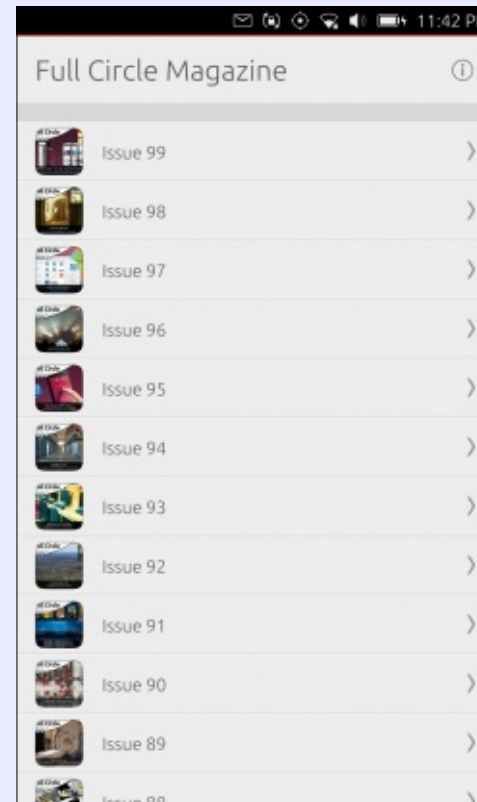 11:42 P
Full Circle Magazine
Issue 99
Issue 98
Issue 97
Issue 96
Issue 95
Issue 94
Issue 93
Issue 92
Issue 91
Issue 90
Issue 89